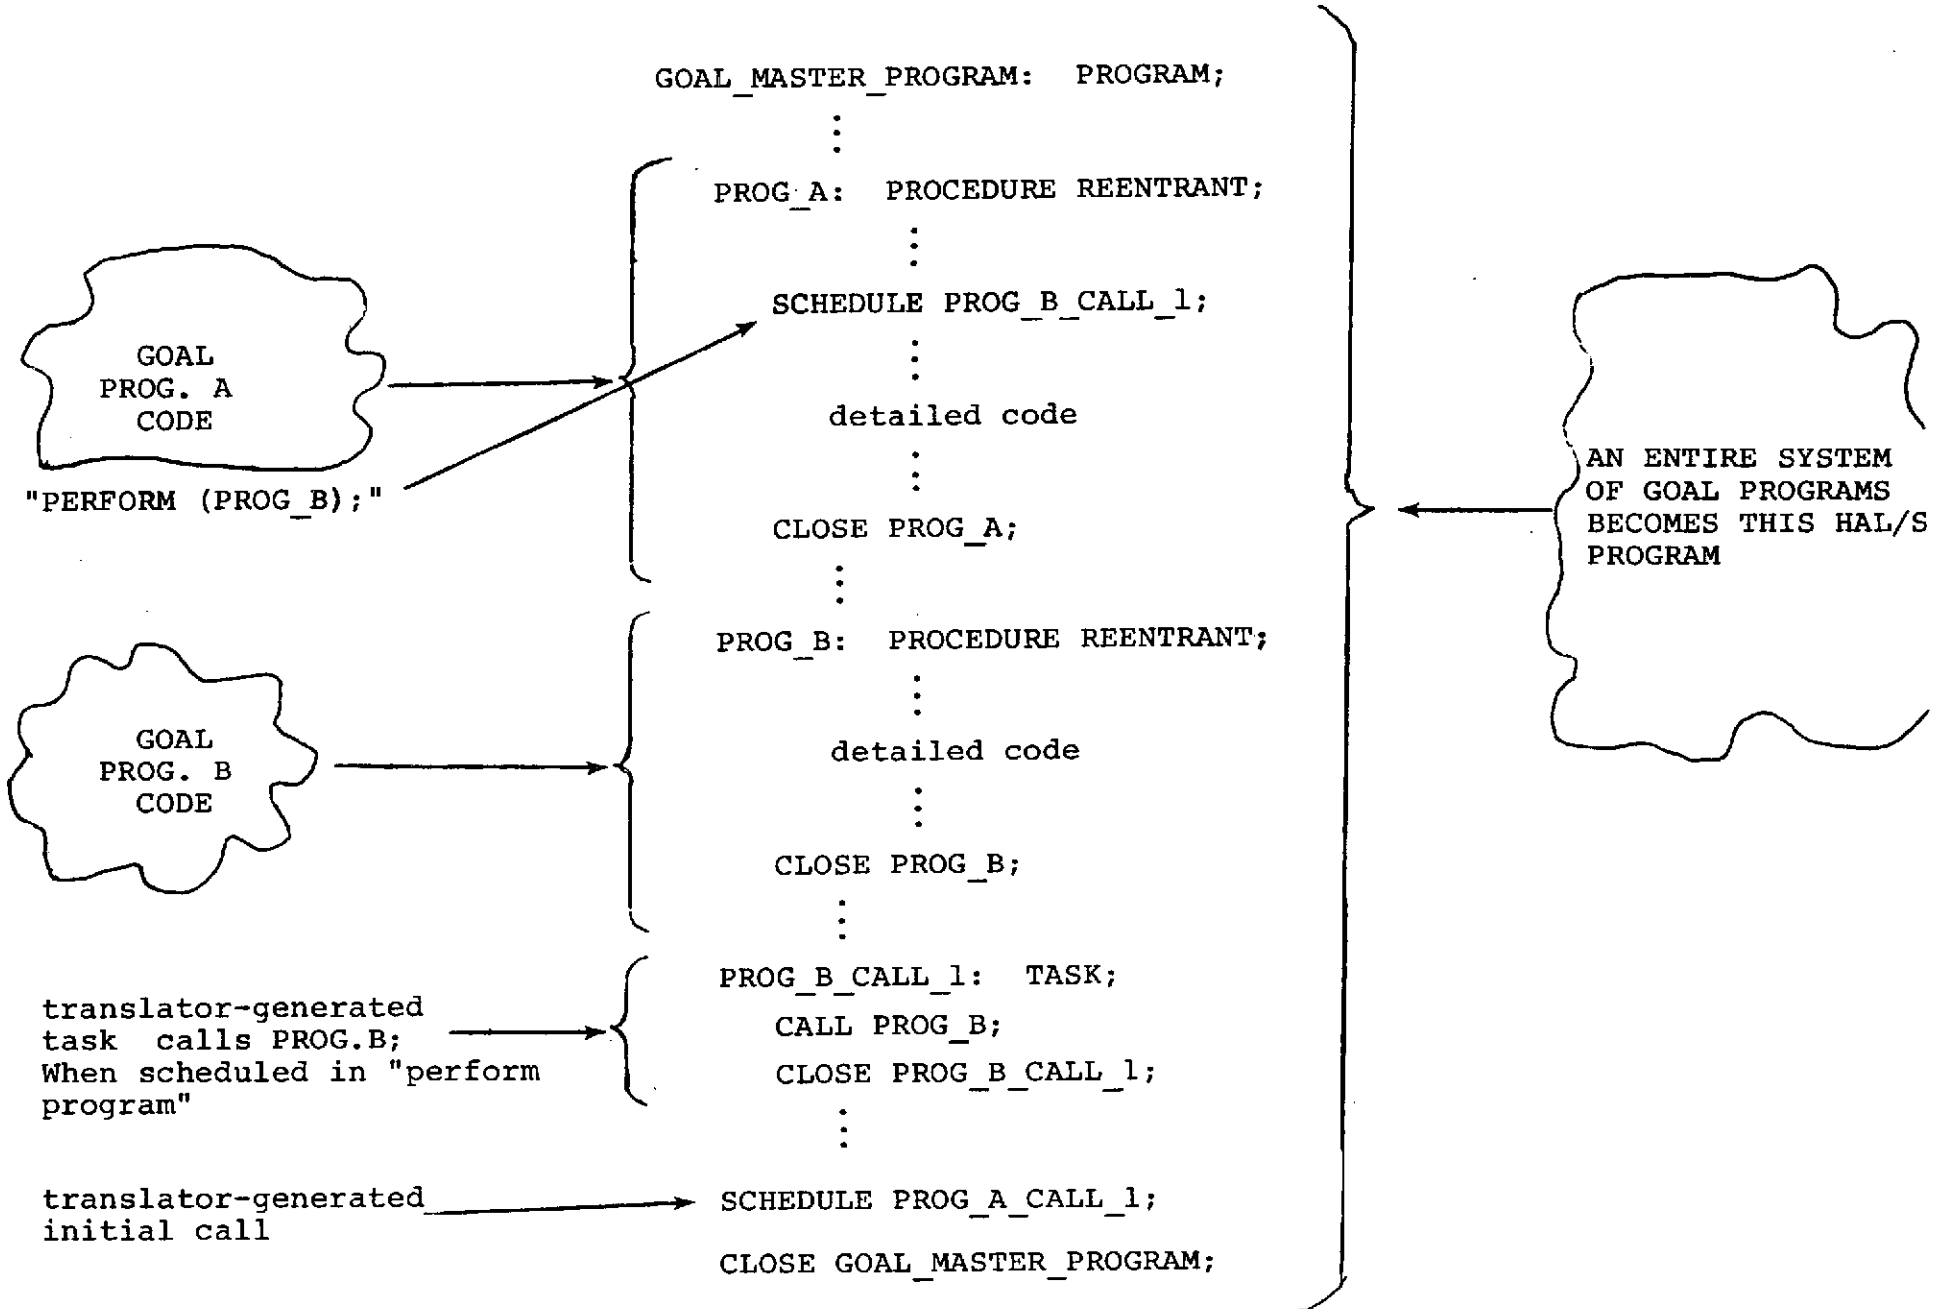 GOAL_MASTER_PROGRAM: PROGRAM;
PROG_A: PROCEDURE REENTRANT;
SCHEDULE PROG_B_CALL_1;
detailed code
CLOSE PROG_A;
PROG_B: PROCEDURE REENTRANT;
detailed code
CLOSE PROG_B;
PROG_B_CALL_1: TASK;
CALL PROG_B;
CLOSE PROG_B_CALL_1;
SCHEDULE PROG_A_CALL_1;
CLOSE GOAL_MASTER_PROGRAM;
GOAL
PROG. A
CODE
"PERFORM (PROG_B);"
GOAL
PROG. B
CODE
translator-generated
task calls PROG.B;
When scheduled in "perform
program"
translator-generated
initial call
AN ENTIRE SYSTEM
OF GOAL PROGRAMS
BECOMES THIS HAL/S
PROGRAM